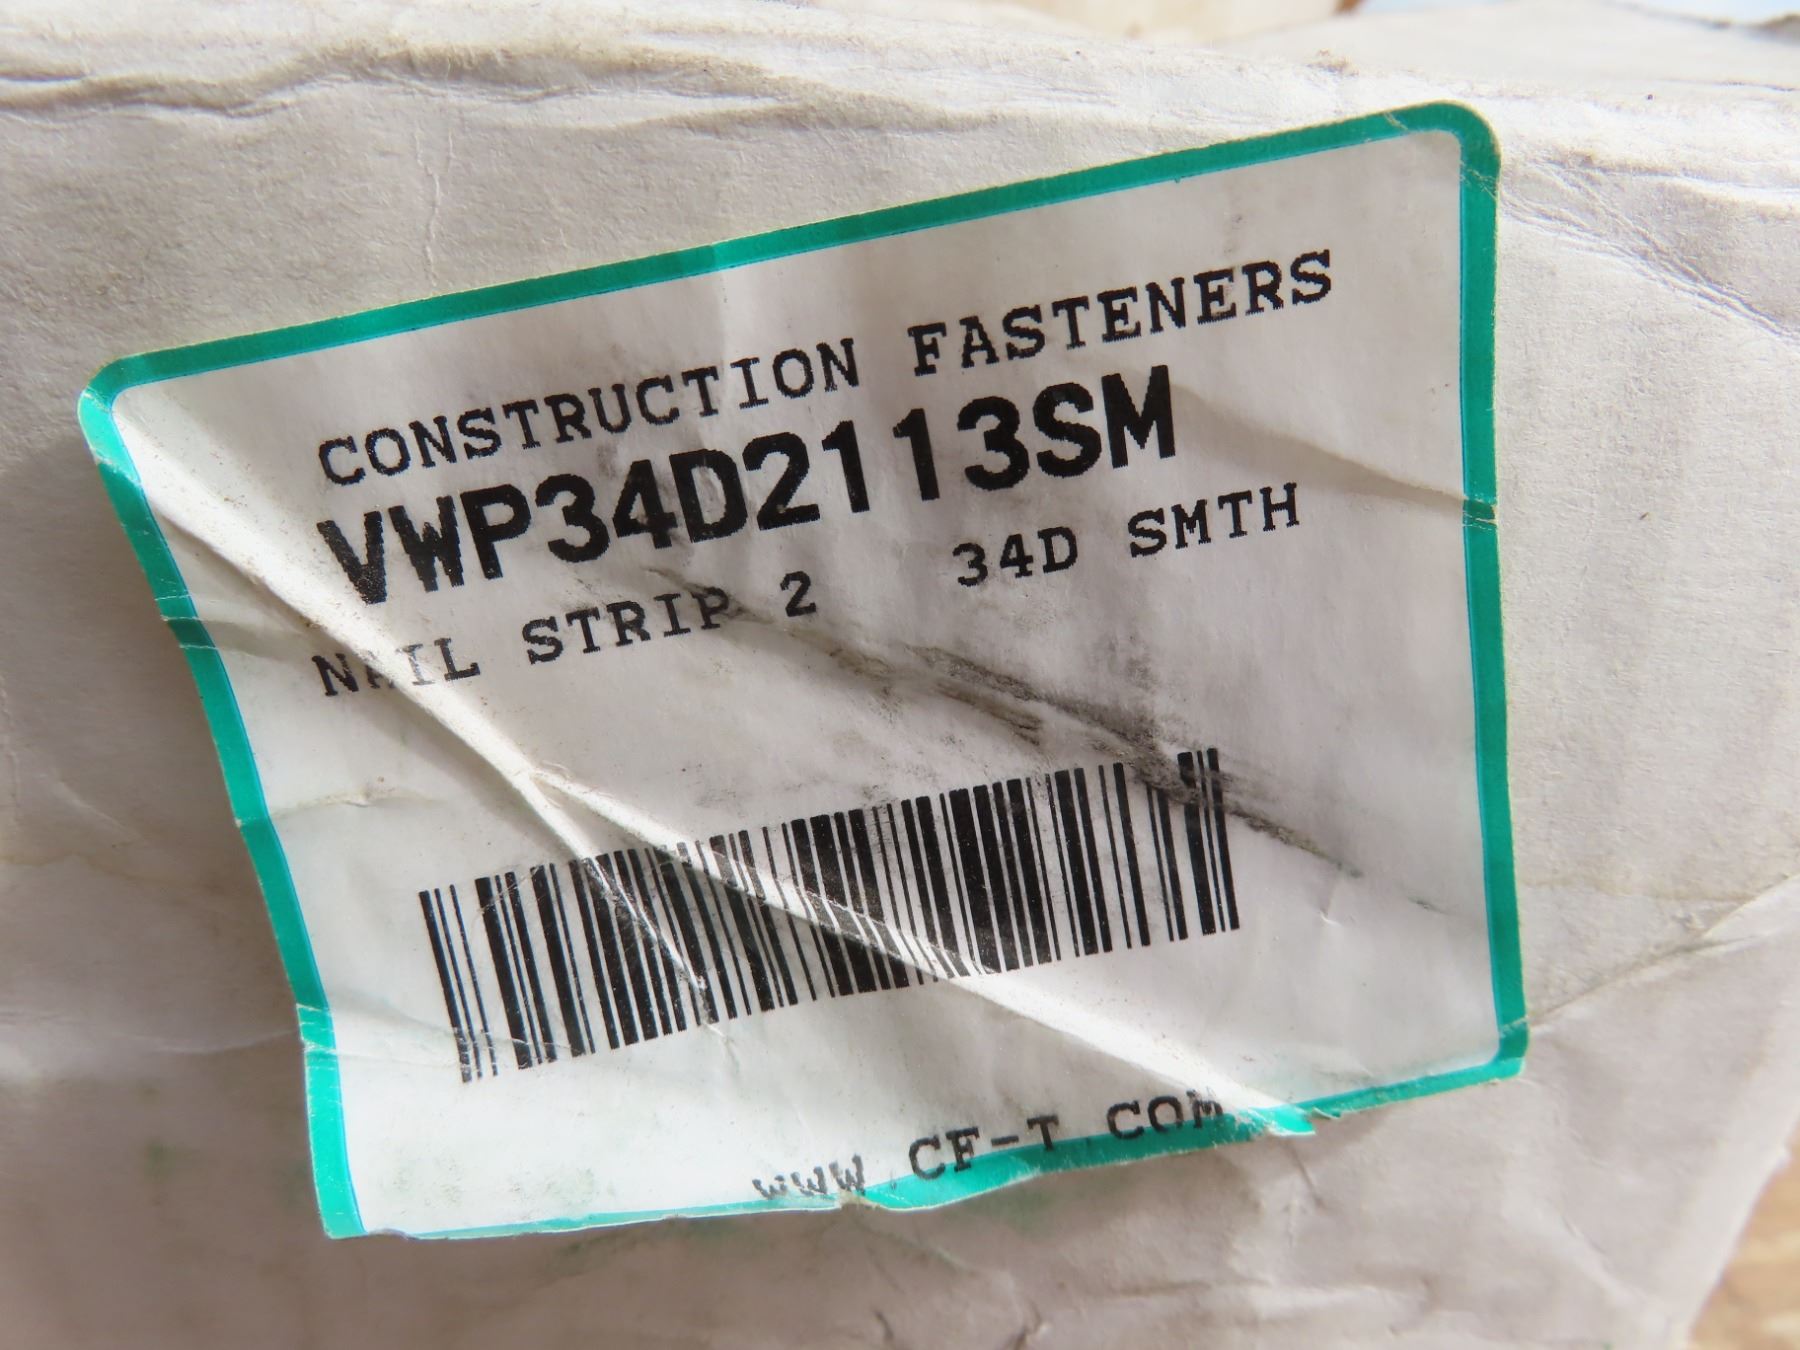 CONSTRUCTION FASTENERS
VWP34D2113SM
NAIL STRIP 2 34D SMTH
WWW.CF-T.COM